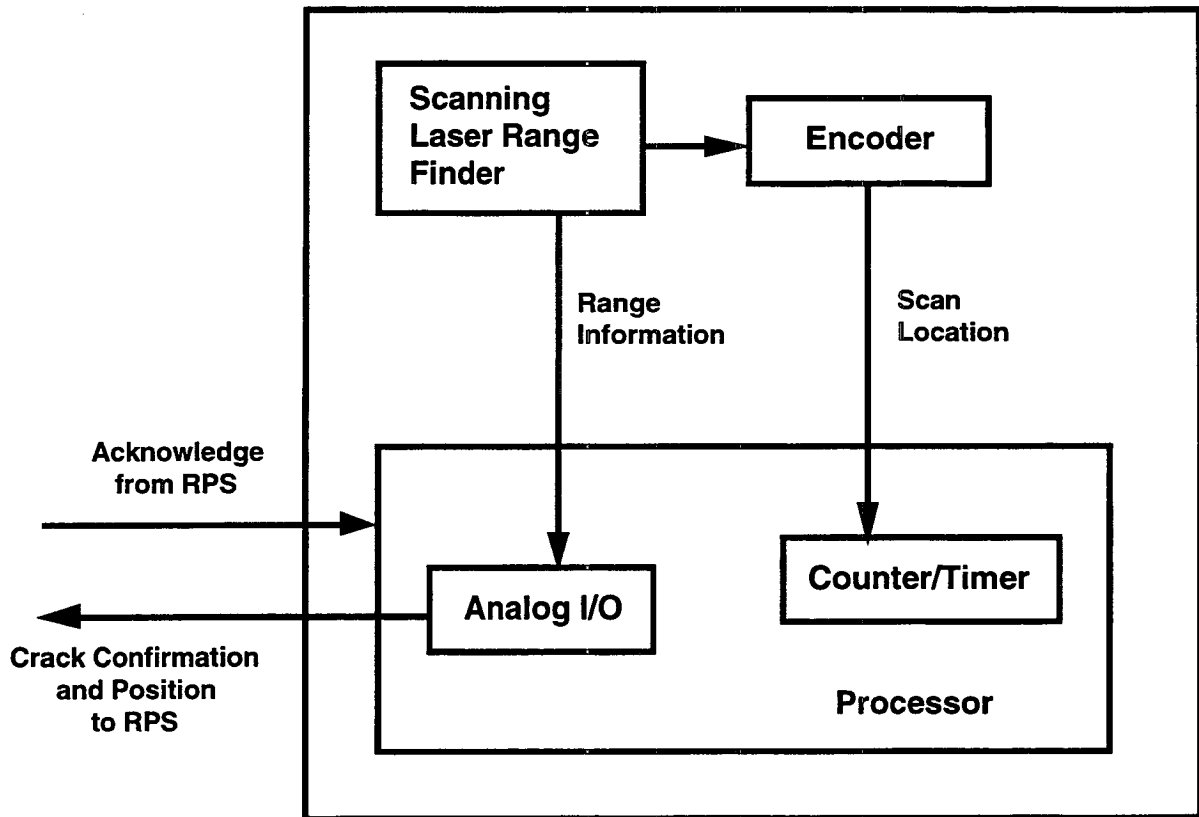 Scanning
Laser Range
Finder
Encoder
Range
Information
Scan
Location
Acknowledge
from RPS
Analog I/O
Counter/Timer
Crack Confirmation
and Position
to RPS
Processor